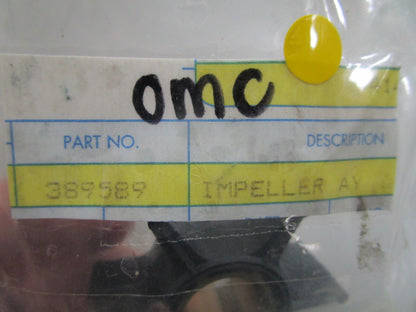 OMC
PART NO. DESCRIPTION
389589 IMPELLER AY